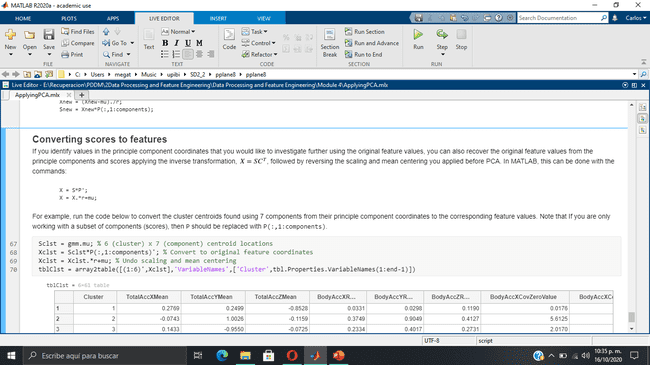 MATLAB R2020a - academic use
HOME PLOTS APPS LIVE EDITOR INSERT VIEW
Search Documentation Carlos
New Open Save Find Files Compare Print
Go To Find
Text Normal
B I U M
Code Task Control Refactor
Section Break Run Section Run and Advance Run to End
Run Step Stop
FILE NAVIGATE TEXT CODE SECTION RUN
C: Users megat Music upibi SD2_2 pplane8 pplane8
Live Editor - E:\Recuperacion\PDDM\2Data Processing and Feature Engineering\Data Processing and Feature Engineering\Module 4\ApplyingPCA.mlx
ApplyingPCA.mlx
Xnew = (Xnew-mu)./r;
Snew = Xnew*P(:,1:components);
Converting scores to features
If you identify values in the principle component coordinates that you would like to investigate further using the original feature values, you can also recover the original feature values from the
principle components and scores applying the inverse transformation, X = SCᵀ, followed by reversing the scaling and mean centering you applied before PCA. In MATLAB, this can be done with the
commands:
X = S*P';
X = X.*r+mu;
For example, run the code below to convert the cluster centroids found using 7 components from their principle component coordinates to the corresponding feature values. Note that If you are only
working with a subset of components (scores), then P should be replaced with P(:,1:components).
67 Sclst = gmm.mu; % 6 (cluster) x 7 (component) centroid locations
68 Xclst = Sclst*P(:,1:components)'; % Convert to original feature coordinates
69 Xclst = Xclst.*r+mu; % Undo scaling and mean centering
70 tblClst = array2table([(1:6)',Xclst],'VariableNames',['Cluster',tbl.Properties.VariableNames(1:end-1)])
tblClst = 6×61 table
Cluster TotalAccXMean TotalAccYMean TotalAccZMean BodyAccXR... BodyAccYR... BodyAccZR... BodyAccXCovZeroValue BodyAccXC
1 1 0.2769 0.2499 -0.8528 0.0331 0.0298 0.1190 0.0176
2 2 -0.0743 1.0026 -0.1159 0.3749 0.9049 0.4127 5.6125
3 3 0.1433 -0.9550 -0.0725 0.2334 0.4017 0.2731 2.0170
UTF-8 script
Escribe aquí para buscar
10:35 p. m.
16/10/2020